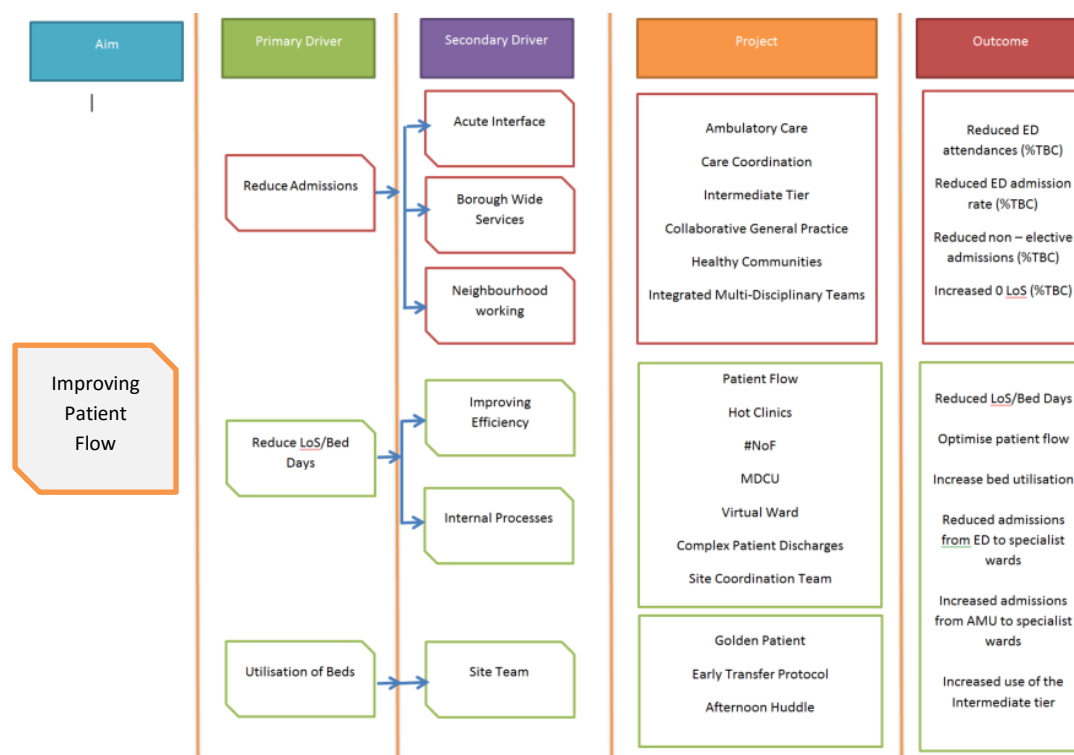 Aim
Primary Driver
Secondary Driver
Project
Outcome
Improving
Patient
Flow
Reduce Admissions
Acute Interface
Borough Wide
Services
Neighbourhood
working
Ambulatory Care
Care Coordination
Intermediate Tier
Collaborative General Practice
Healthy Communities
Integrated Multi-Disciplinary Teams
Reduced ED
attendances (%TBC)
Reduced ED admission
rate (%TBC)
Reduced non – elective
admissions (%TBC)
Increased 0 LoS (%TBC)
Reduce LoS/Bed
Days
Improving
Efficiency
Internal Processes
Patient Flow
Hot Clinics
#NoF
MDCU
Virtual Ward
Complex Patient Discharges
Site Coordination Team
Reduced LoS/Bed Days
Optimise patient flow
Increase bed utilisation
Reduced admissions
from ED to specialist
wards
Increased admissions
from AMU to specialist
wards
Increased use of the
Intermediate tier
Utilisation of Beds
Site Team
Golden Patient
Early Transfer Protocol
Afternoon Huddle